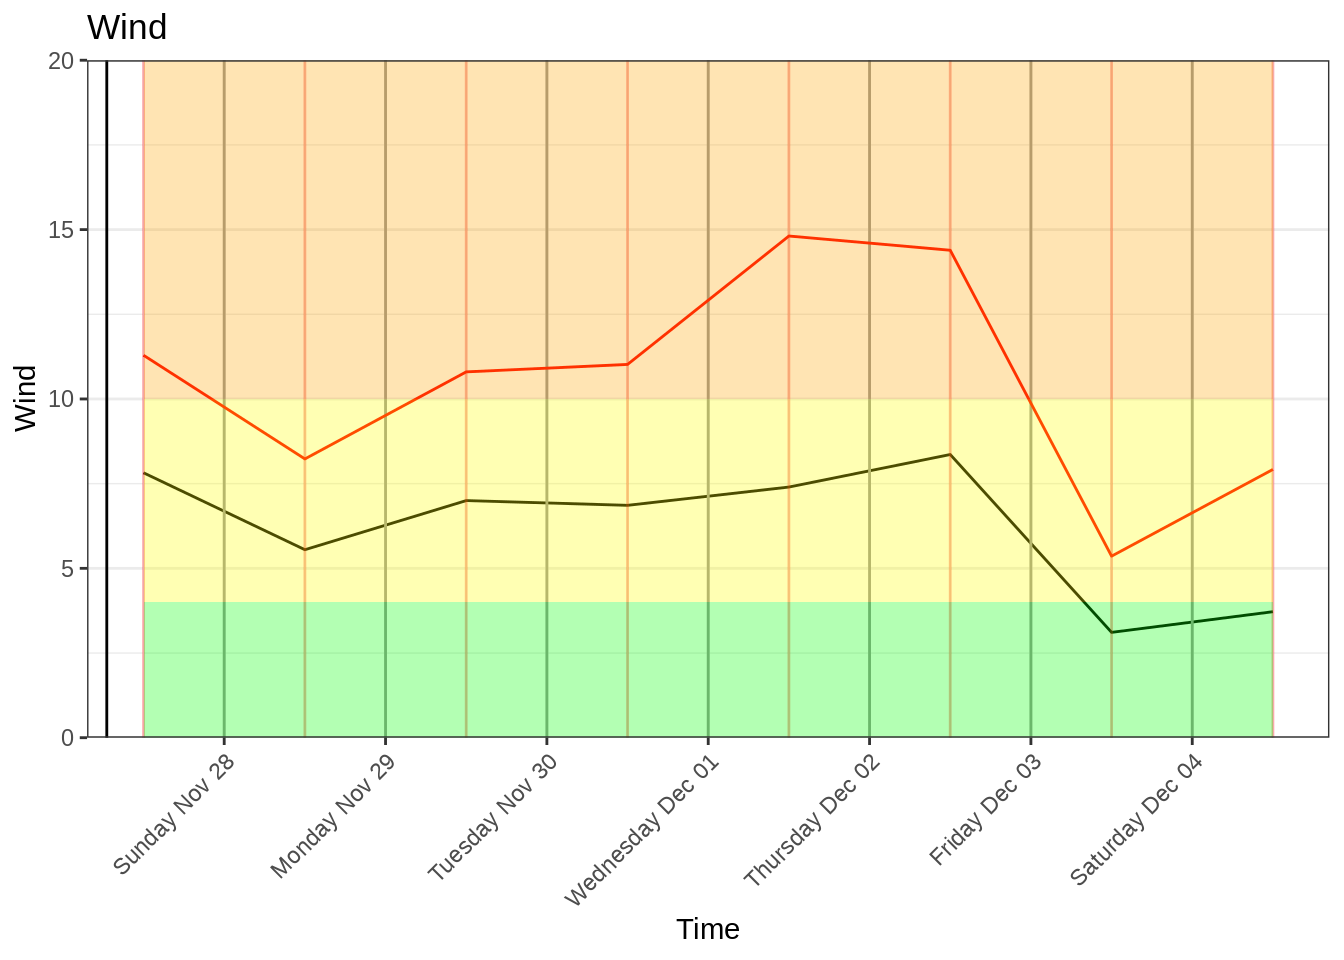 Wind
20
15
10
5
0
Wind
Sunday Nov 28
Monday Nov 29
Tuesday Nov 30
Wednesday Dec 01
Thursday Dec 02
Friday Dec 03
Saturday Dec 04
Time